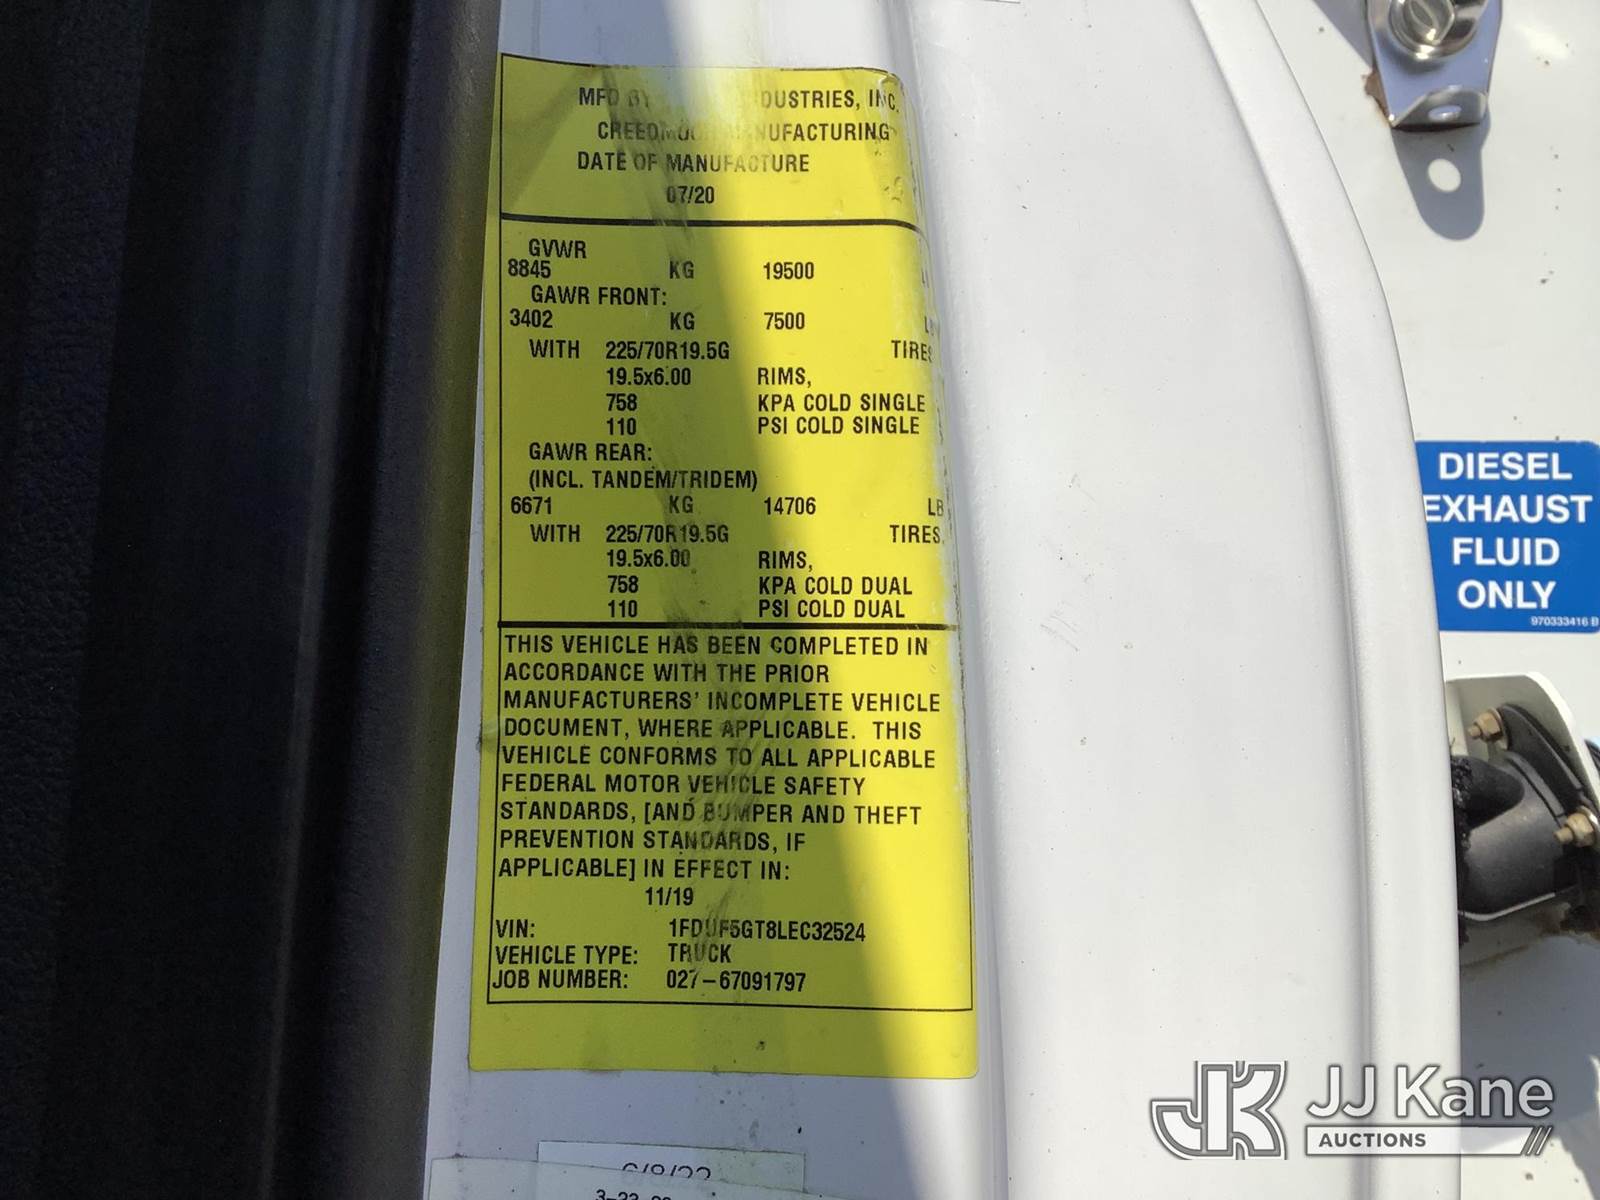 MFD BY DUSTRIES, INC.
MANUFACTURING
DATE OF MANUFACTURE
07/20
GVWR
8845 KG 19500
GAWR FRONT:
3402 KG 7500 LB
WITH 225/70R19.5G TIRES
19.5x6.00 RIMS,
758 KPA COLD SINGLE
110 PSI COLD SINGLE
GAWR REAR:
(INCL. TANDEM/TRIDEM)
6671 KG 14706 LB
WITH 225/70R19.5G TIRES.
19.5x6.00 RIMS,
758 KPA COLD DUAL
110 PSI COLD DUAL
THIS VEHICLE HAS BEEN COMPLETED IN
ACCORDANCE WITH THE PRIOR
MANUFACTURERS' INCOMPLETE VEHICLE
DOCUMENT, WHERE APPLICABLE. THIS
VEHICLE CONFORMS TO ALL APPLICABLE
FEDERAL MOTOR VEHICLE SAFETY
STANDARDS, [AND BUMPER AND THEFT
PREVENTION STANDARDS, IF
APPLICABLE] IN EFFECT IN:
11/19
VIN: 1FDUF5GT8LEC32524
VEHICLE TYPE: TRUCK
JOB NUMBER: 027-67091797
DIESEL
EXHAUST
FLUID
ONLY
970333416 B
6/8/22
JK JJ Kane
AUCTIONS